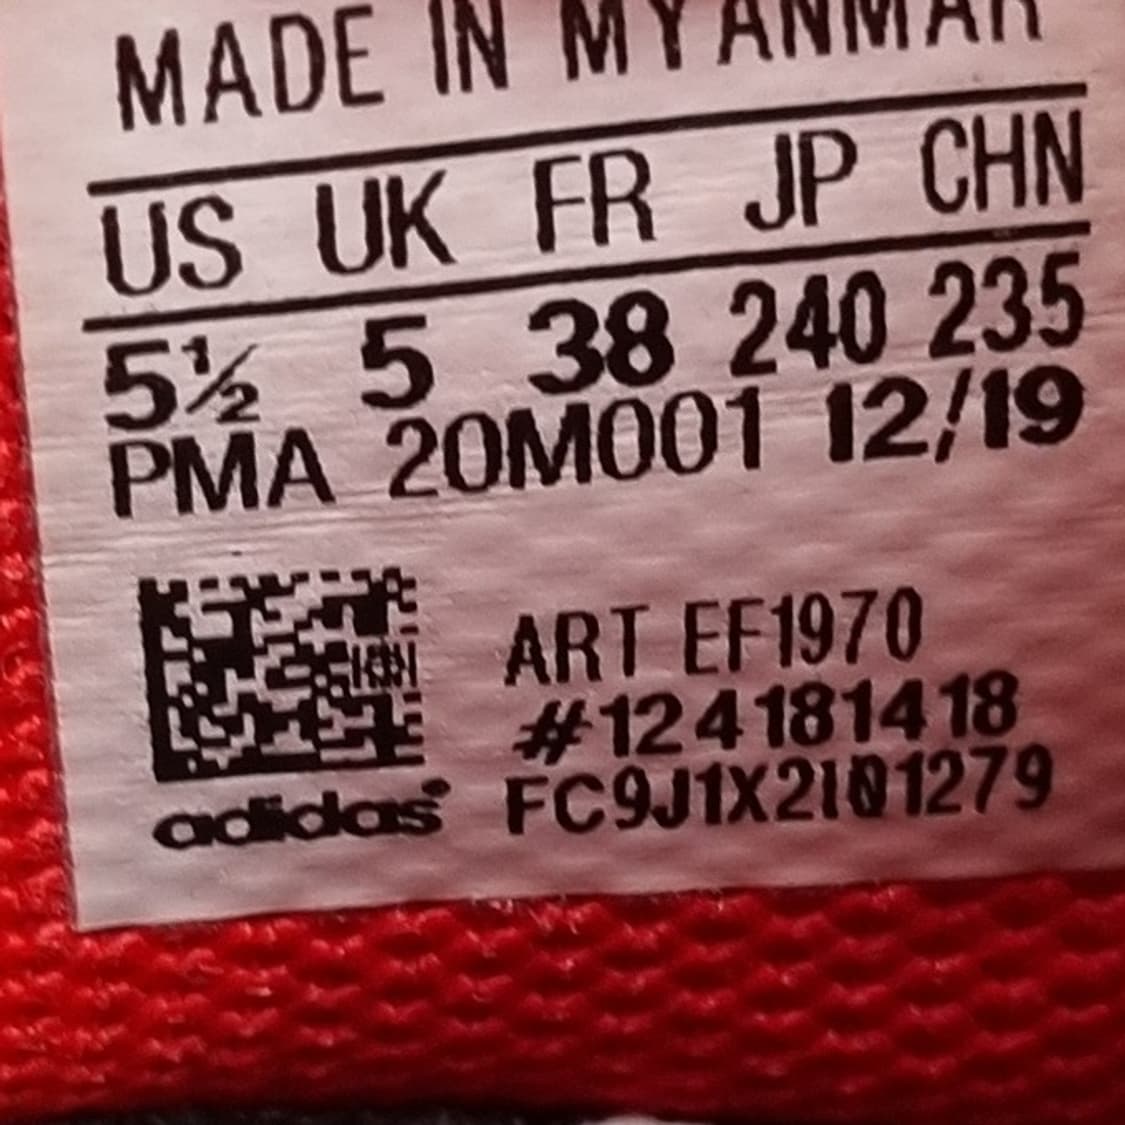 MADE IN MYANMAR
US UK FR JP CHN
5½ 5 38 240 235
PMA 20M001 12/19
ART EF1970
#124181418
adidas FC9J1X2I01279